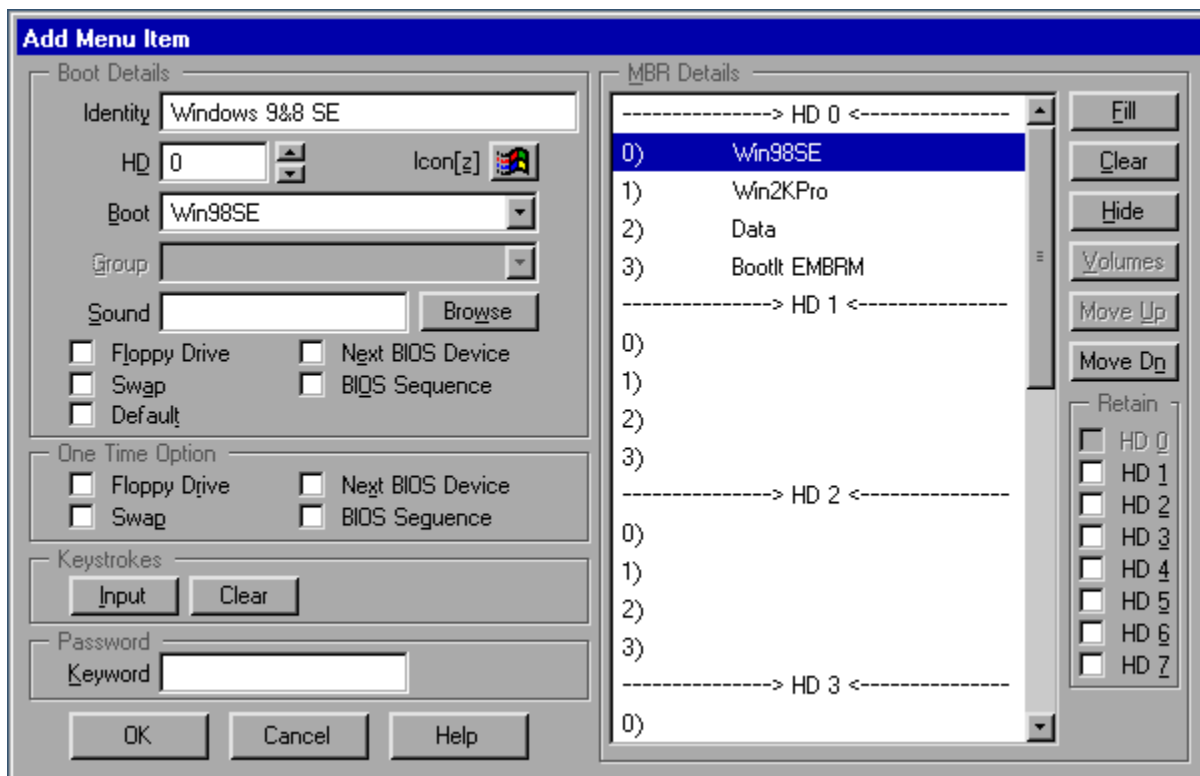 Add Menu Item
Boot Details
Identity Windows 9&8 SE
HD 0 Icon[z]
Boot Win98SE
Group
Sound Browse
Floppy Drive Next BIOS Device
Swap BIOS Sequence
Default
One Time Option
Floppy Drive Next BIOS Device
Swap BIOS Sequence
Keystrokes
Input Clear
Password
Keyword
OK Cancel Help
MBR Details
---------------> HD 0 <---------------
0) Win98SE
1) Win2KPro
2) Data
3) BootIt EMBRM
---------------> HD 1 <---------------
0)
1)
2)
3)
---------------> HD 2 <---------------
0)
1)
2)
3)
---------------> HD 3 <---------------
0)
Fill
Clear
Hide
Volumes
Move Up
Move Dn
Retain
HD 0
HD 1
HD 2
HD 3
HD 4
HD 5
HD 6
HD 7